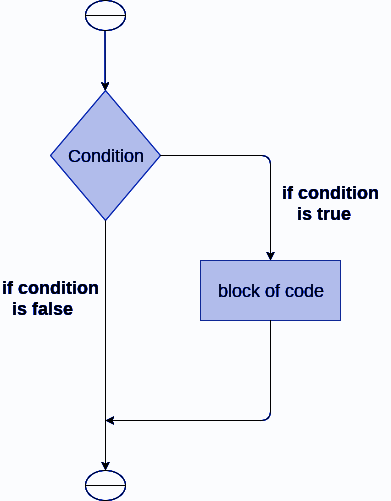 Condition
if condition
is true
if condition
is false
block of code